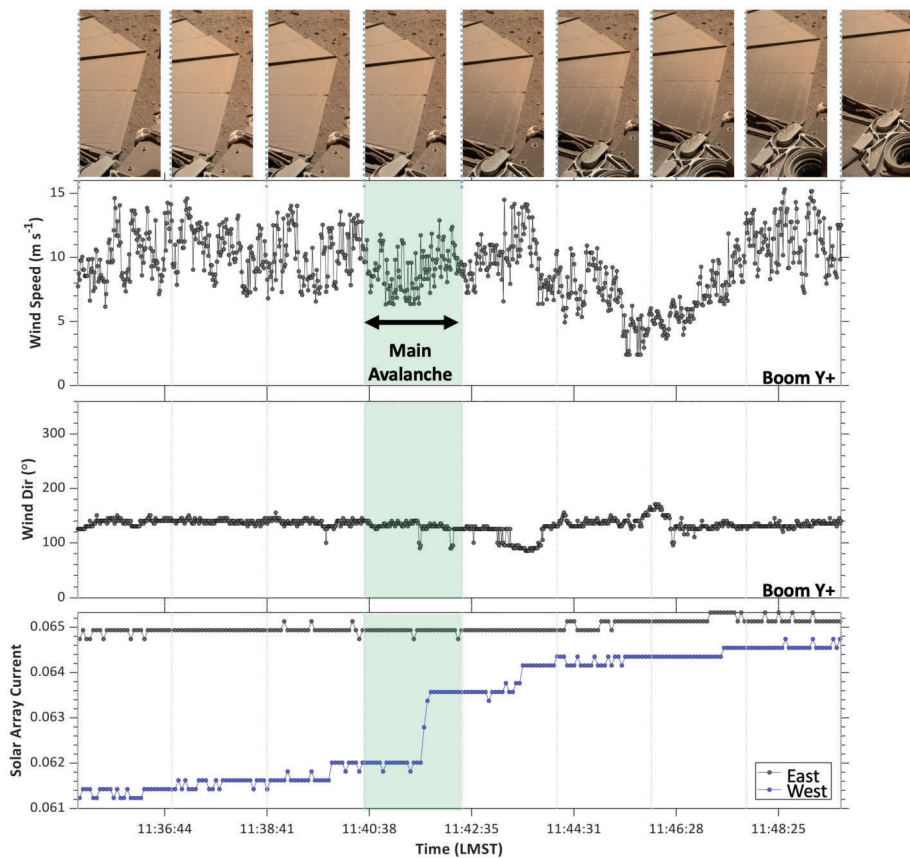 15
10
5
0
Wind Speed (m s⁻¹)
Main
Avalanche
Boom Y+
300
200
100
0
Wind Dir (°)
Boom Y+
0.065
0.064
0.063
0.062
0.061
Solar Array Current
East
West
11:36:44 11:38:41 11:40:38 11:42:35 11:44:31 11:46:28 11:48:25
Time (LMST)